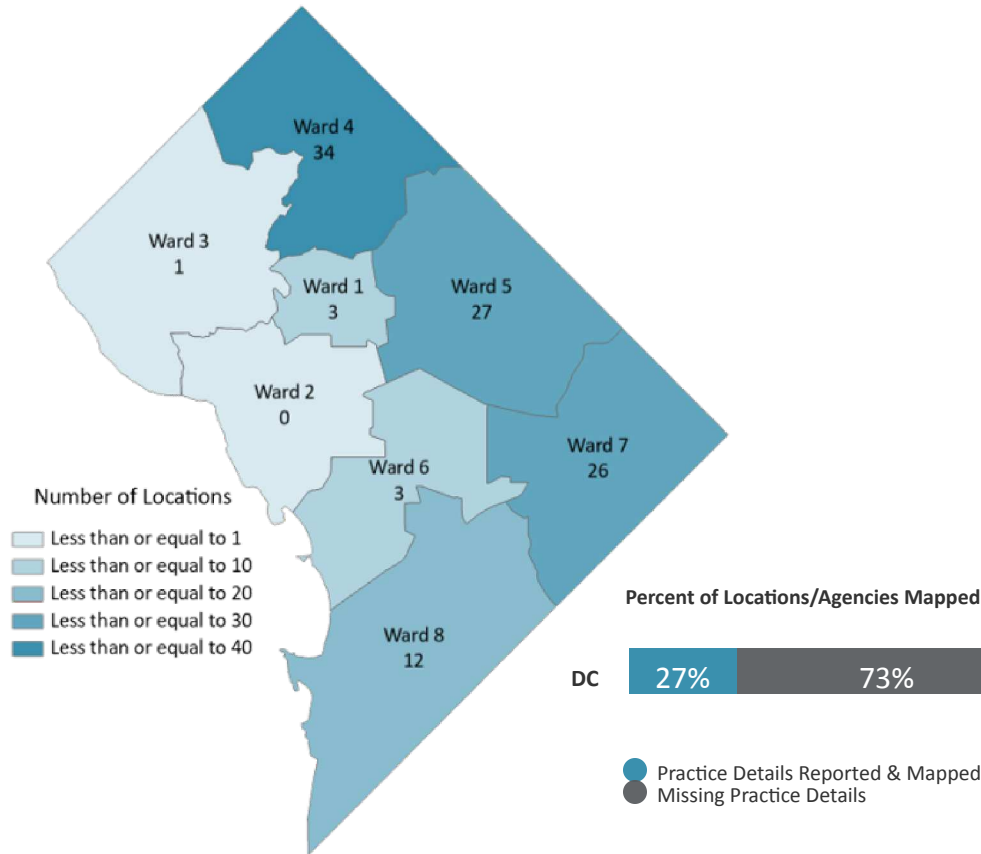 Ward 4
34
Ward 3
1
Ward 1
3
Ward 5
27
Ward 2
0
Ward 7
26
Ward 6
3
Ward 8
12
Number of Locations
Less than or equal to 1
Less than or equal to 10
Less than or equal to 20
Less than or equal to 30
Less than or equal to 40
Percent of Locations/Agencies Mapped
DC 27% 73%
Practice Details Reported & Mapped
Missing Practice Details